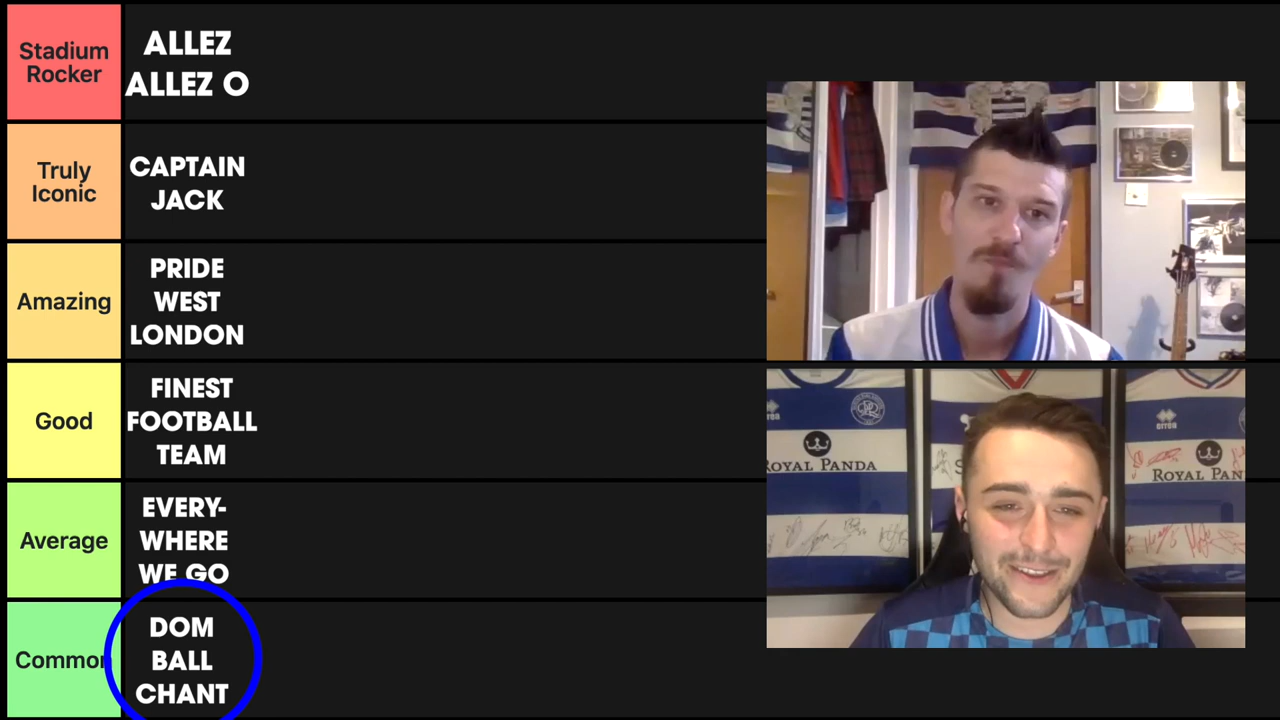 Stadium
Rocker
ALLEZ
ALLEZ O
Truly
Iconic
CAPTAIN
JACK
Amazing
PRIDE
WEST
LONDON
Good
FINEST
FOOTBALL
TEAM
Average
EVERY-
WHERE
WE GO
Common
DOM
BALL
CHANT
ROYAL PANDA
ROYAL PAN
errea